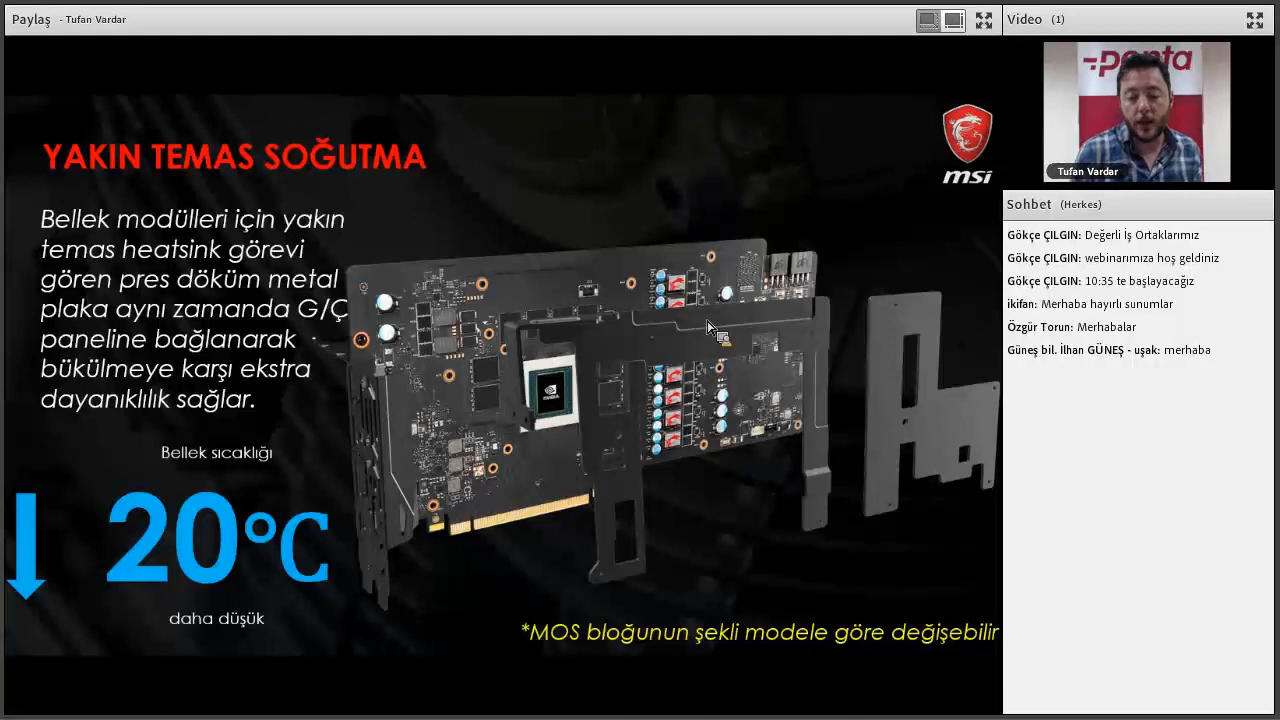 Paylaş - Tufan Vardar
Video (1)
penta
Tufan Vardar
msi
YAKIN TEMAS SOĞUTMA
Bellek modülleri için yakın
temas heatsink görevi
gören pres döküm metal
plaka aynı zamanda G/Ç
paneline bağlanarak
bükülmeye karşı ekstra
dayanıklılık sağlar.
NVIDIA
Bellek sıcaklığı
20°C
daha düşük
*MOS bloğunun şekli modele göre değişebilir
Sohbet (Herkes)
Gökçe ÇILGIN: Değerli İş Ortaklarımız
Gökçe ÇILGIN: webinarımıza hoş geldiniz
Gökçe ÇILGIN: 10:35 te başlayacağız
ikifan: Merhaba hayırlı sunumlar
Özgür Torun: Merhabalar
Güneş bil. İlhan GÜNEŞ - uşak: merhaba